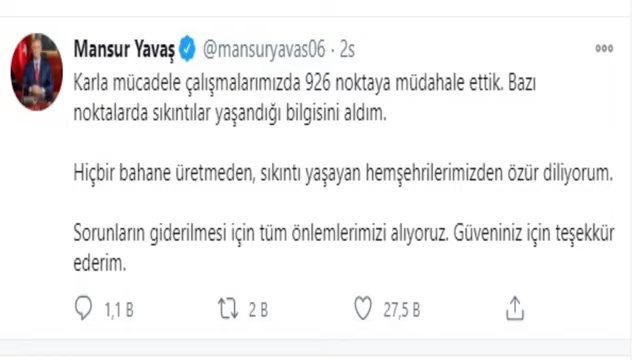 Mansur Yavaş @mansuryavas06 · 2s
Karla mücadele çalışmalarımızda 926 noktaya müdahale ettik. Bazı
noktalarda sıkıntılar yaşandığı bilgisini aldım.
Hiçbir bahane üretmeden, sıkıntı yaşayan hemşehrilerimizden özür diliyorum.
Sorunların giderilmesi için tüm önlemlerimizi alıyoruz. Güveniniz için teşekkür
ederim.
1,1 B 2 B 27,5 B